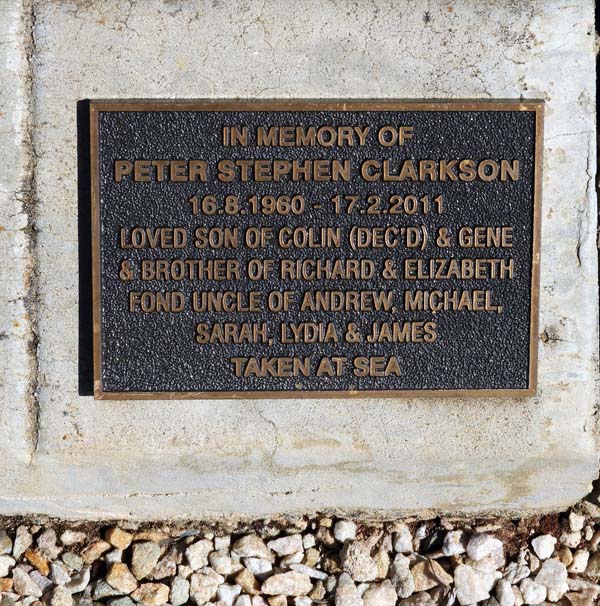 IN MEMORY OF
PETER STEPHEN CLARKSON
16.8.1960 - 17.2.2011
LOVED SON OF COLIN (DEC'D) & GENE
& BROTHER OF RICHARD & ELIZABETH
FOND UNCLE OF ANDREW, MICHAEL,
SARAH, LYDIA & JAMES
TAKEN AT SEA